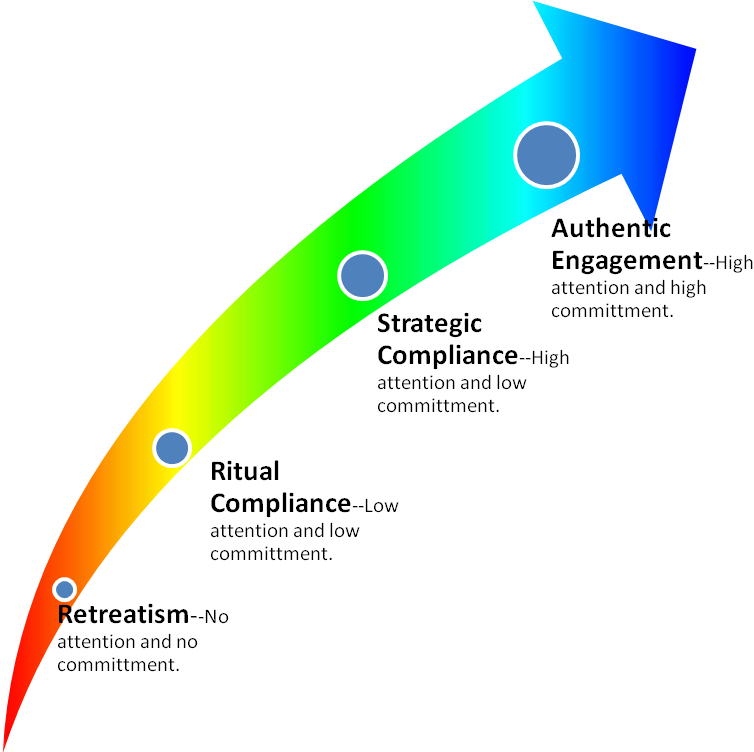 Authentic
Engagement--High
attention and high
committment.
Strategic
Compliance--High
attention and low
committment.
Ritual
Compliance--Low
attention and low
committment.
Retreatism--No
attention and no
committment.